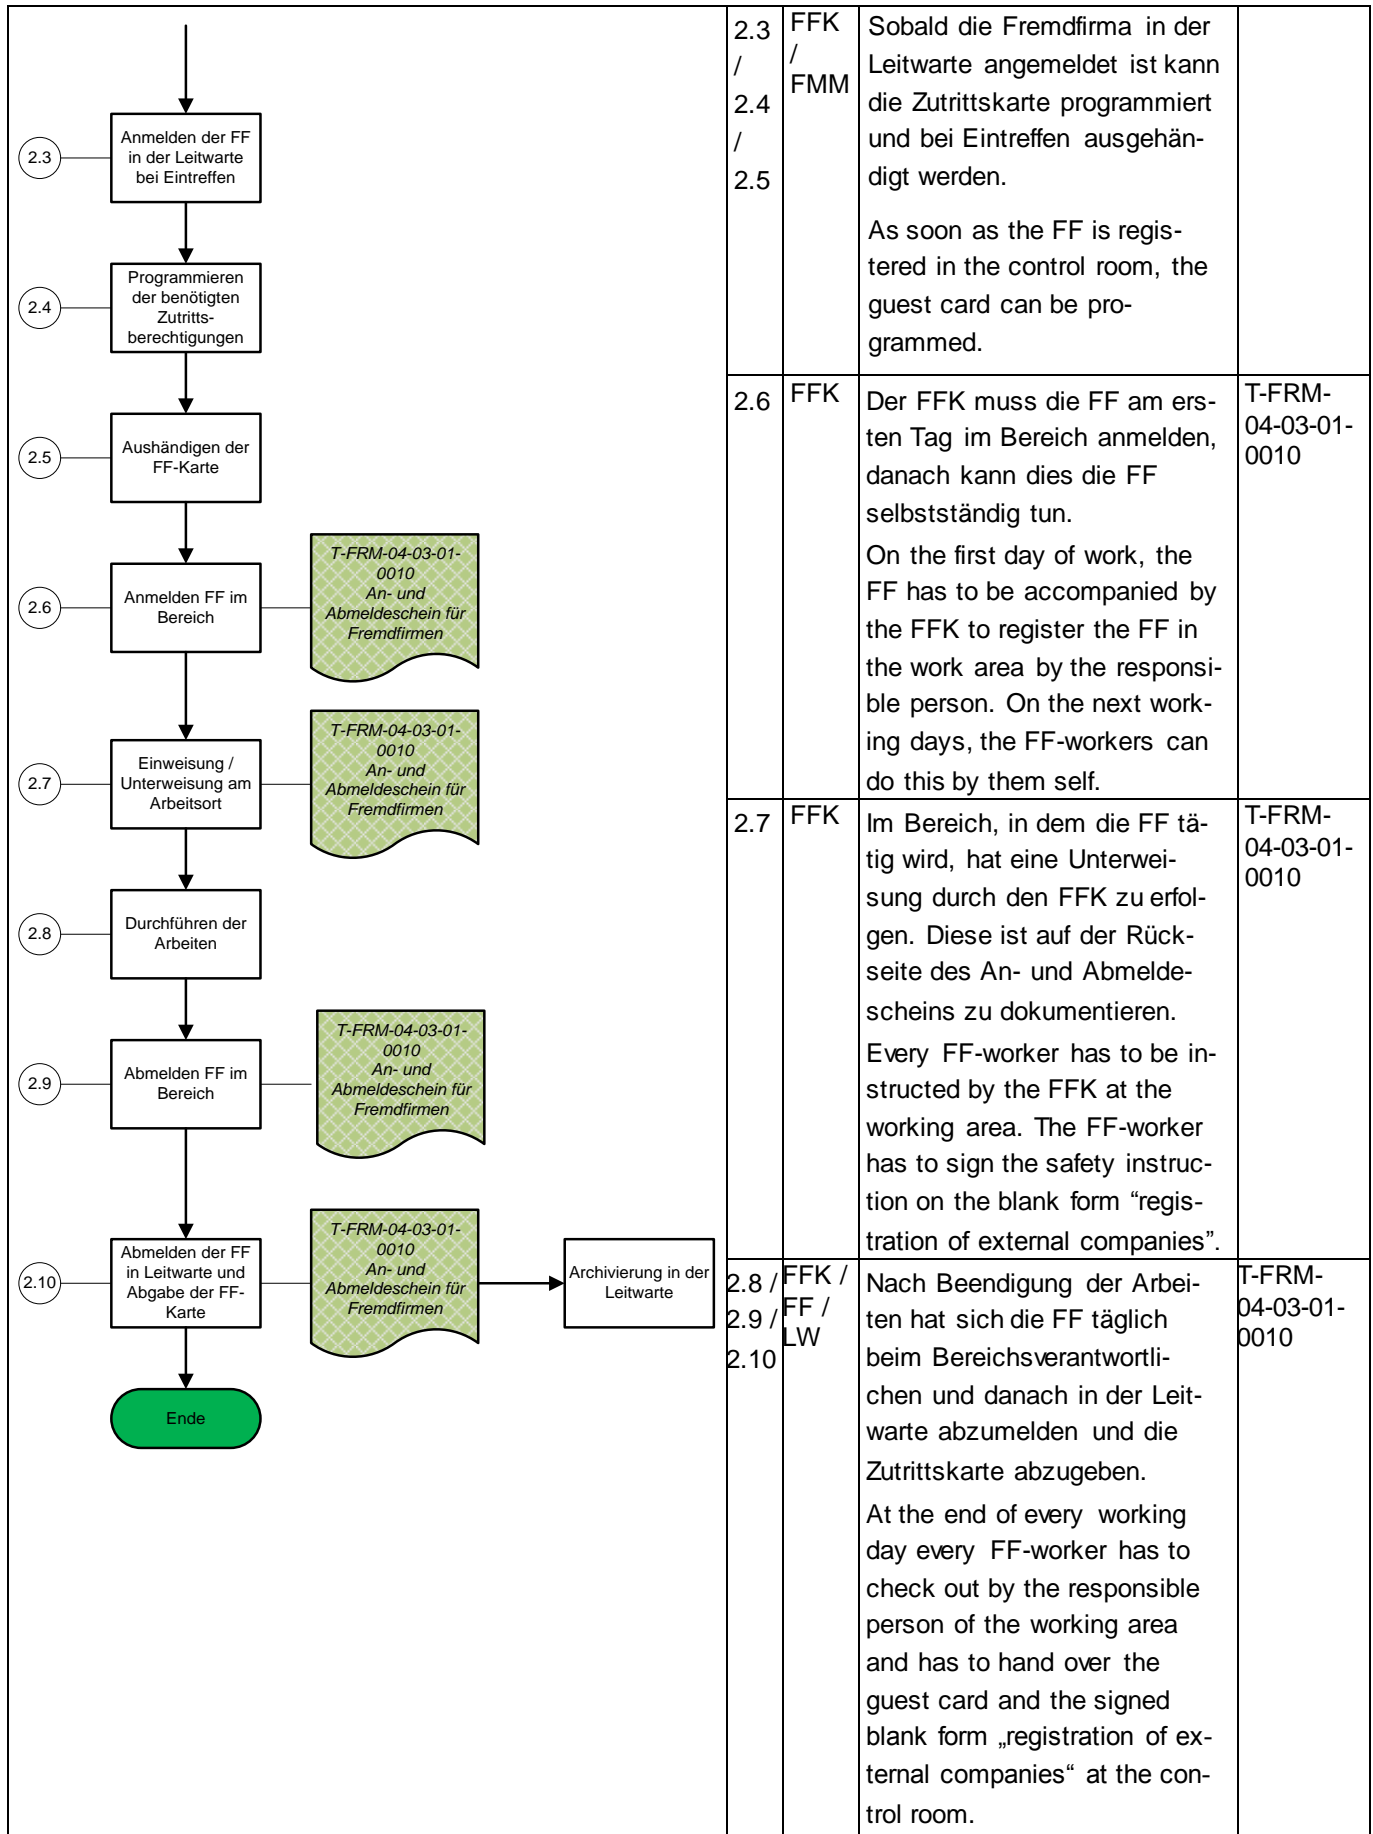 2.3
Anmelden der FF
in der Leitwarte
bei Eintreffen
2.4
Programmieren
der benötigten
Zutritts-
berechtigungen
2.5
Aushändigen der
FF-Karte
2.6
Anmelden FF im
Bereich
T-FRM-04-03-01-
0010
An- und
Abmeldeschein für
Fremdfirmen
2.7
Einweisung /
Unterweisung am
Arbeitsort
T-FRM-04-03-01-
0010
An- und
Abmeldeschein für
Fremdfirmen
2.8
Durchführen der
Arbeiten
2.9
Abmelden FF im
Bereich
T-FRM-04-03-01-
0010
An- und
Abmeldeschein für
Fremdfirmen
2.10
Abmelden der FF
in Leitwarte und
Abgabe der FF-
Karte
T-FRM-04-03-01-
0010
An- und
Abmeldeschein für
Fremdfirmen
Archivierung in der
Leitwarte
Ende
2.3
/
2.4
/
2.5
FFK
/
FMM
Sobald die Fremdfirma in der
Leitwarte angemeldet ist kann
die Zutrittskarte programmiert
und bei Eintreffen ausgehän-
digt werden.
As soon as the FF is regis-
tered in the control room, the
guest card can be pro-
grammed.
2.6
FFK
Der FFK muss die FF am ers-
ten Tag im Bereich anmelden,
danach kann dies die FF
selbstständig tun.
On the first day of work, the
FF has to be accompanied by
the FFK to register the FF in
the work area by the responsi-
ble person. On the next work-
ing days, the FF-workers can
do this by them self.
T-FRM-
04-03-01-
0010
2.7
FFK
Im Bereich, in dem die FF tä-
tig wird, hat eine Unterwei-
sung durch den FFK zu erfol-
gen. Diese ist auf der Rück-
seite des An- und Abmelde-
scheins zu dokumentieren.
Every FF-worker has to be in-
structed by the FFK at the
working area. The FF-worker
has to sign the safety instruc-
tion on the blank form “regis-
tration of external companies”.
T-FRM-
04-03-01-
0010
2.8 /
2.9 /
2.10
FFK /
FF /
LW
Nach Beendigung der Arbei-
ten hat sich die FF täglich
beim Bereichsverantwortli-
chen und danach in der Leit-
warte abzumelden und die
Zutrittskarte abzugeben.
At the end of every working
day every FF-worker has to
check out by the responsible
person of the working area
and has to hand over the
guest card and the signed
blank form „registration of ex-
ternal companies“ at the con-
trol room.
T-FRM-
04-03-01-
0010